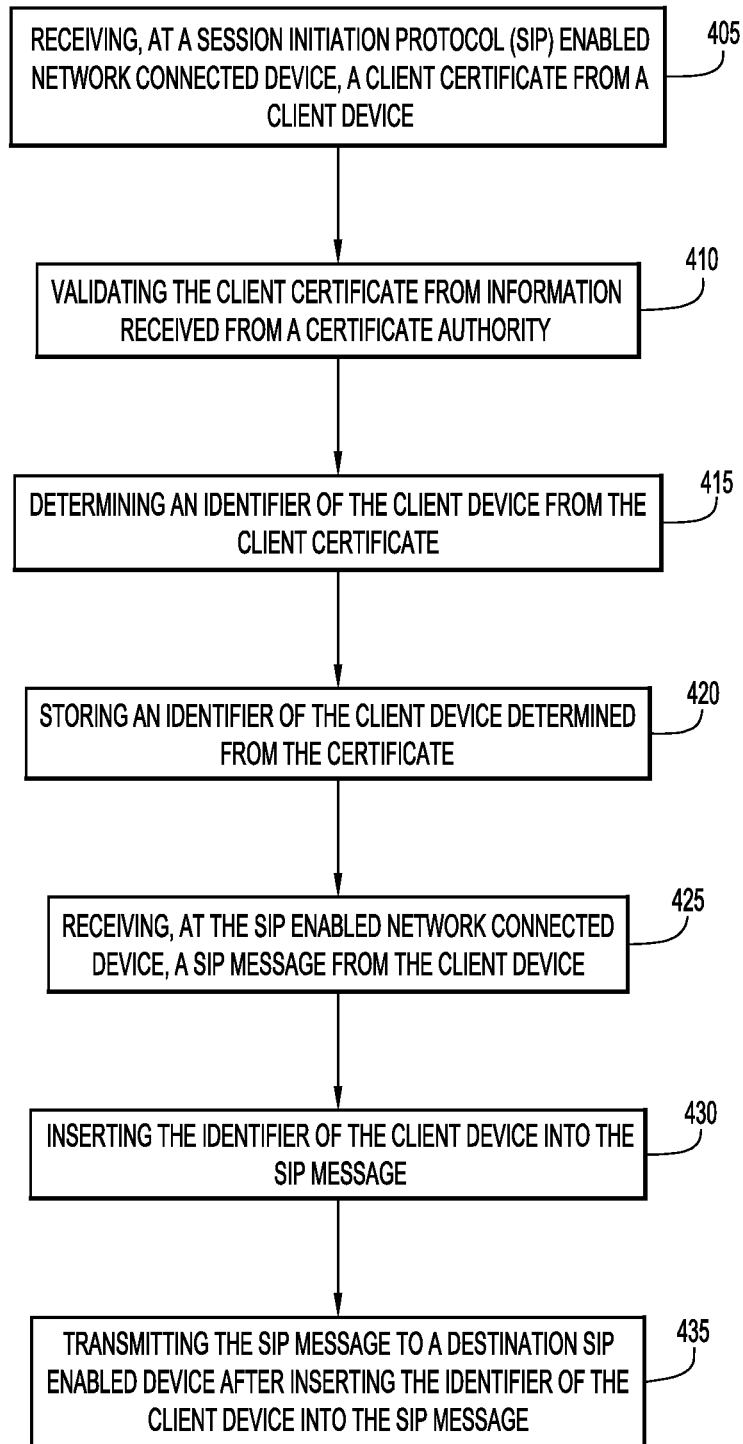 RECEIVING, AT A SESSION INITIATION PROTOCOL (SIP) ENABLED
NETWORK CONNECTED DEVICE, A CLIENT CERTIFICATE FROM A
CLIENT DEVICE
405
VALIDATING THE CLIENT CERTIFICATE FROM INFORMATION
RECEIVED FROM A CERTIFICATE AUTHORITY
410
DETERMINING AN IDENTIFIER OF THE CLIENT DEVICE FROM THE
CLIENT CERTIFICATE
415
STORING AN IDENTIFIER OF THE CLIENT DEVICE DETERMINED
FROM THE CERTIFICATE
420
RECEIVING, AT THE SIP ENABLED NETWORK CONNECTED
DEVICE, A SIP MESSAGE FROM THE CLIENT DEVICE
425
INSERTING THE IDENTIFIER OF THE CLIENT DEVICE INTO THE
SIP MESSAGE
430
TRANSMITTING THE SIP MESSAGE TO A DESTINATION SIP
ENABLED DEVICE AFTER INSERTING THE IDENTIFIER OF THE
CLIENT DEVICE INTO THE SIP MESSAGE
435